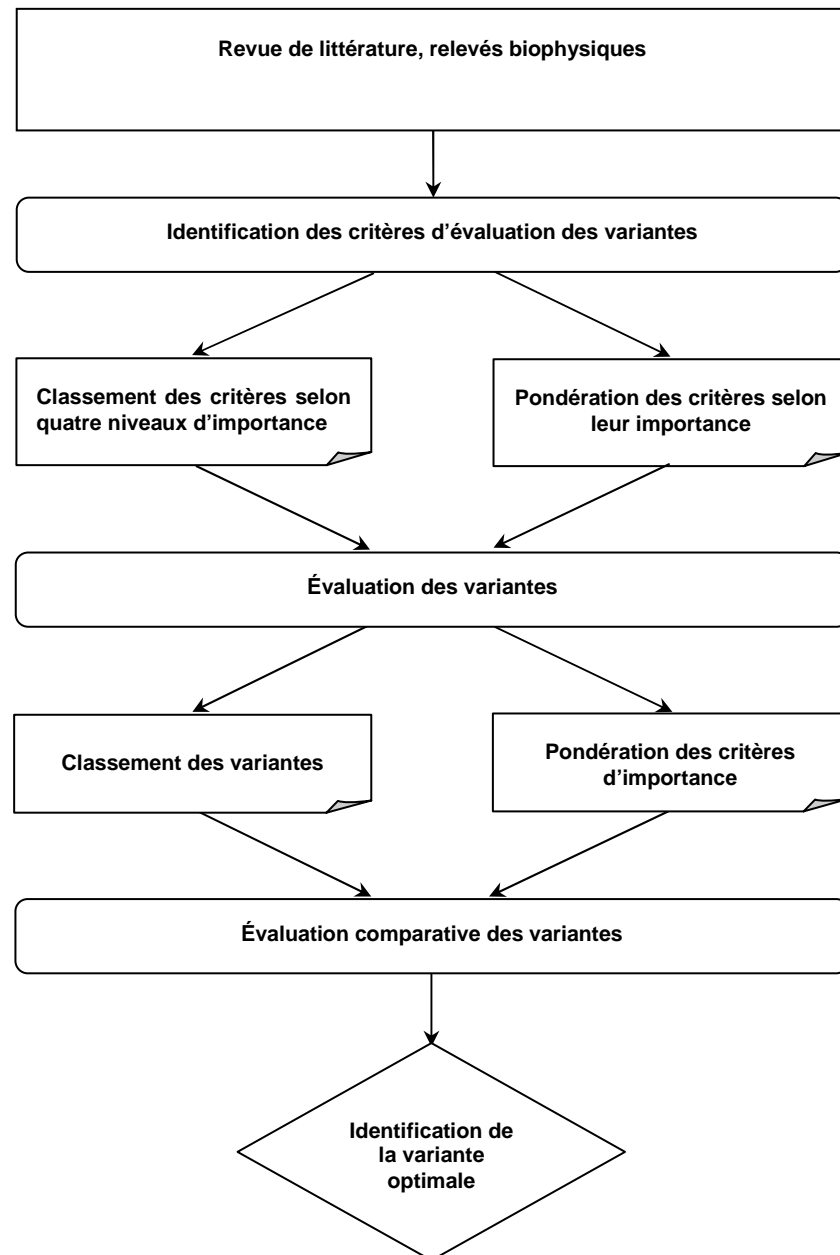 Revue de littérature, relevés biophysiques
Identification des critères d’évaluation des variantes
Classement des critères selon
quatre niveaux d’importance
Pondération des critères selon
leur importance
Évaluation des variantes
Classement des variantes
Pondération des critères
d’importance
Évaluation comparative des variantes
Identification de
la variante
optimale